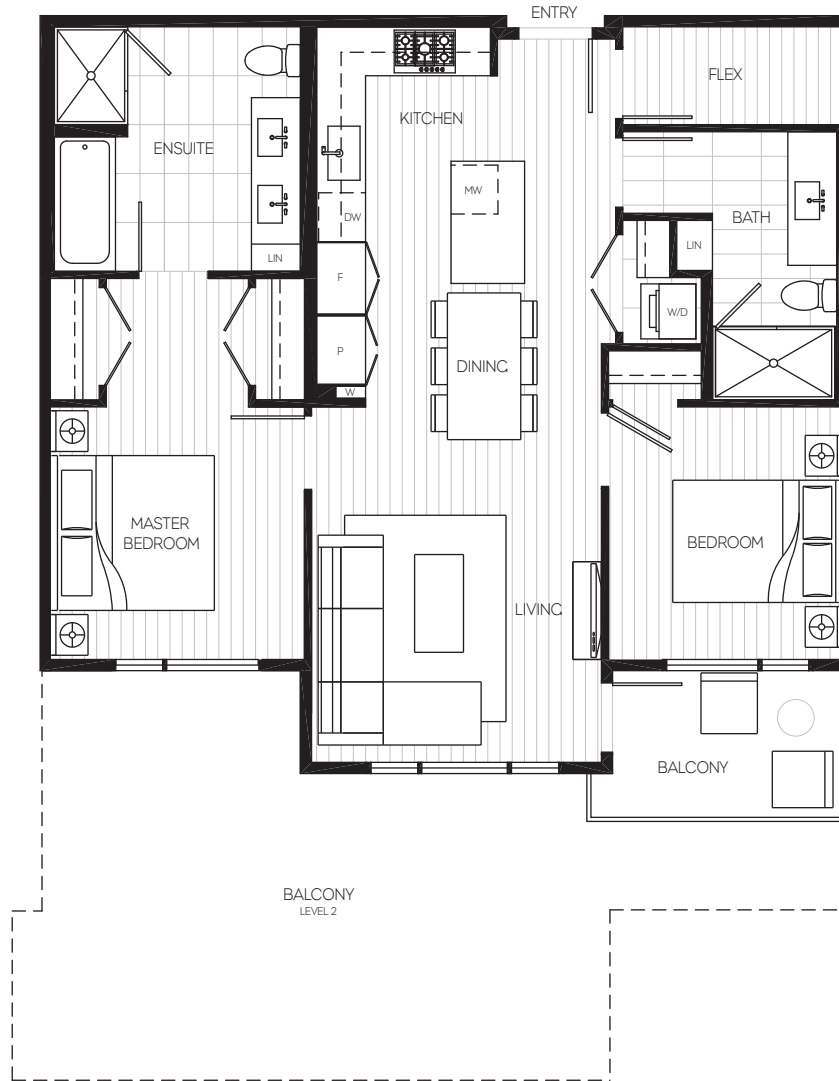 ENTRY
FLEX
KITCHEN
ENSUITE
MW
DW
BATH
LIN
LIN
F
W/D
P
DINING
W
MASTER
BEDROOM
BEDROOM
LIVING
BALCONY
BALCONY
LEVEL 2